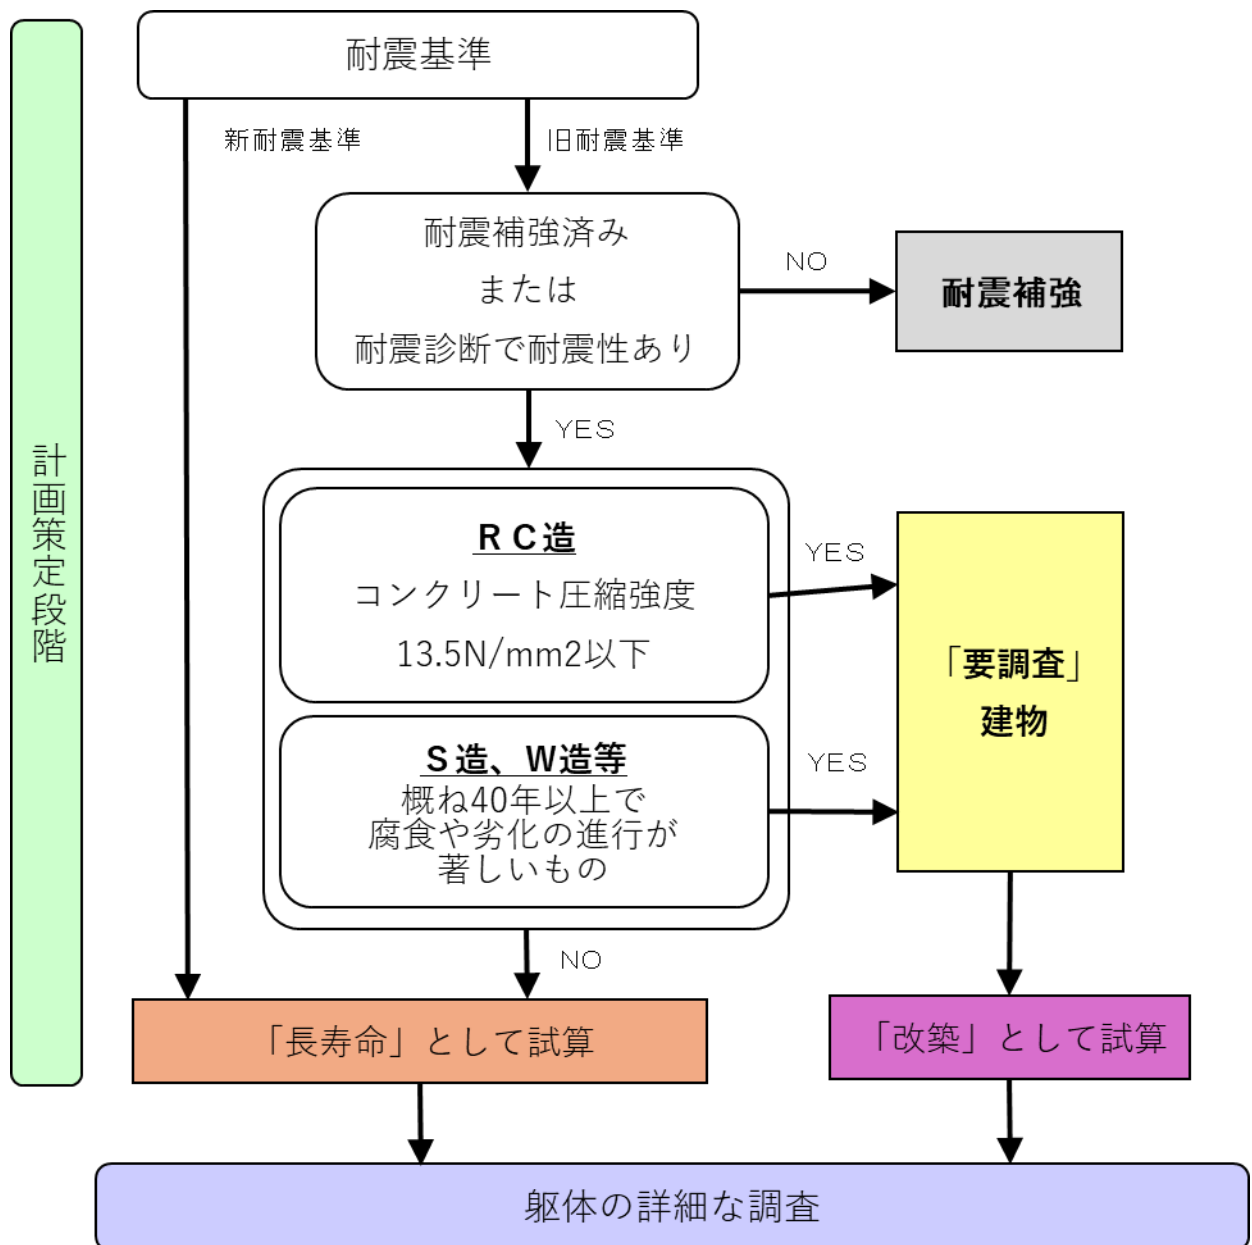 耐震基準
新耐震基準
旧耐震基準
耐震補強済み
または
耐震診断で耐震性あり
NO
耐震補強
YES
計画策定段階
ＲＣ造
コンクリート圧縮強度
13.5N/mm2以下
YES
「要調査」
建物
Ｓ造、Ｗ造等
概ね40年以上で
腐食や劣化の進行が
著しいもの
YES
NO
「長寿命」として試算
「改築」として試算
躯体の詳細な調査